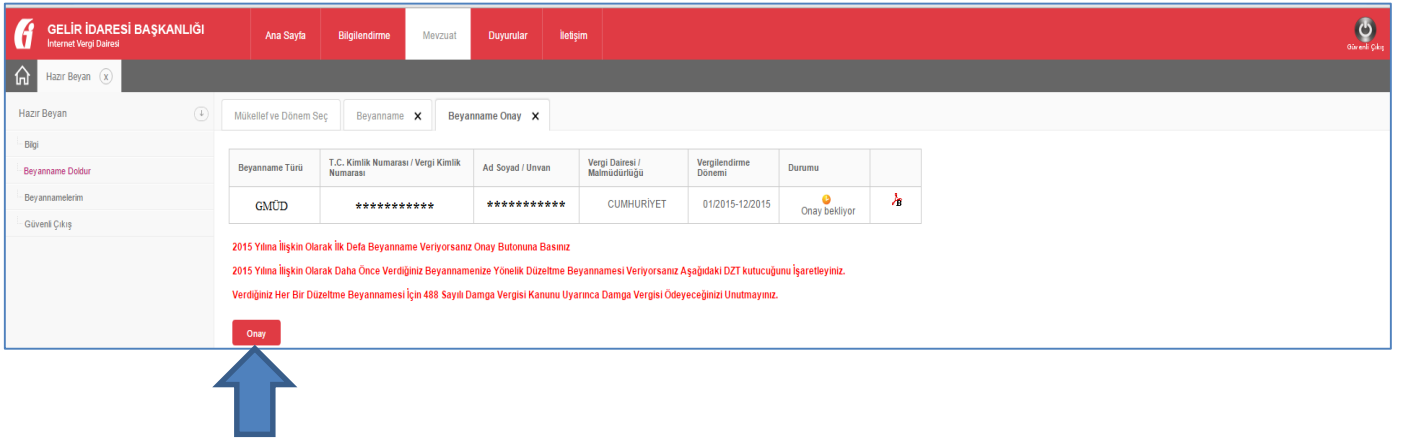 GELİR İDARESİ BAŞKANLIĞI
İnternet Vergi Dairesi
Ana Sayfa Bilgilendirme Mevzuat Duyurular İletişim
Güvenli Çıkış
Hazır Beyan x
Hazır Beyan
Bilgi
Beyanname Doldur
Beyannamelerim
Güvenli Çıkış
Mükellef ve Dönem Seç Beyanname X Beyanname Onay X
Beyanname Türü T.C. Kimlik Numarası / Vergi Kimlik Numarası Ad Soyad / Unvan Vergi Dairesi / Malmüdürlüğü Vergilendirme Dönemi Durumu
GMÜD *********** *********** CUMHURİYET 01/2015-12/2015 Onay bekliyor
2015 Yılına İlişkin Olarak İlk Defa Beyanname Veriyorsanız Onay Butonuna Basınız
2015 Yılına İlişkin Olarak Daha Önce Verdiğiniz Beyannamenize Yönelik Düzeltme Beyannamesi Veriyorsanız Aşağıdaki DZT kutucuğunu İşaretleyiniz.
Verdiğiniz Her Bir Düzeltme Beyannamesi İçin 488 Sayılı Damga Vergisi Kanunu Uyarınca Damga Vergisi Ödeyeceğinizi Unutmayınız.
Onay